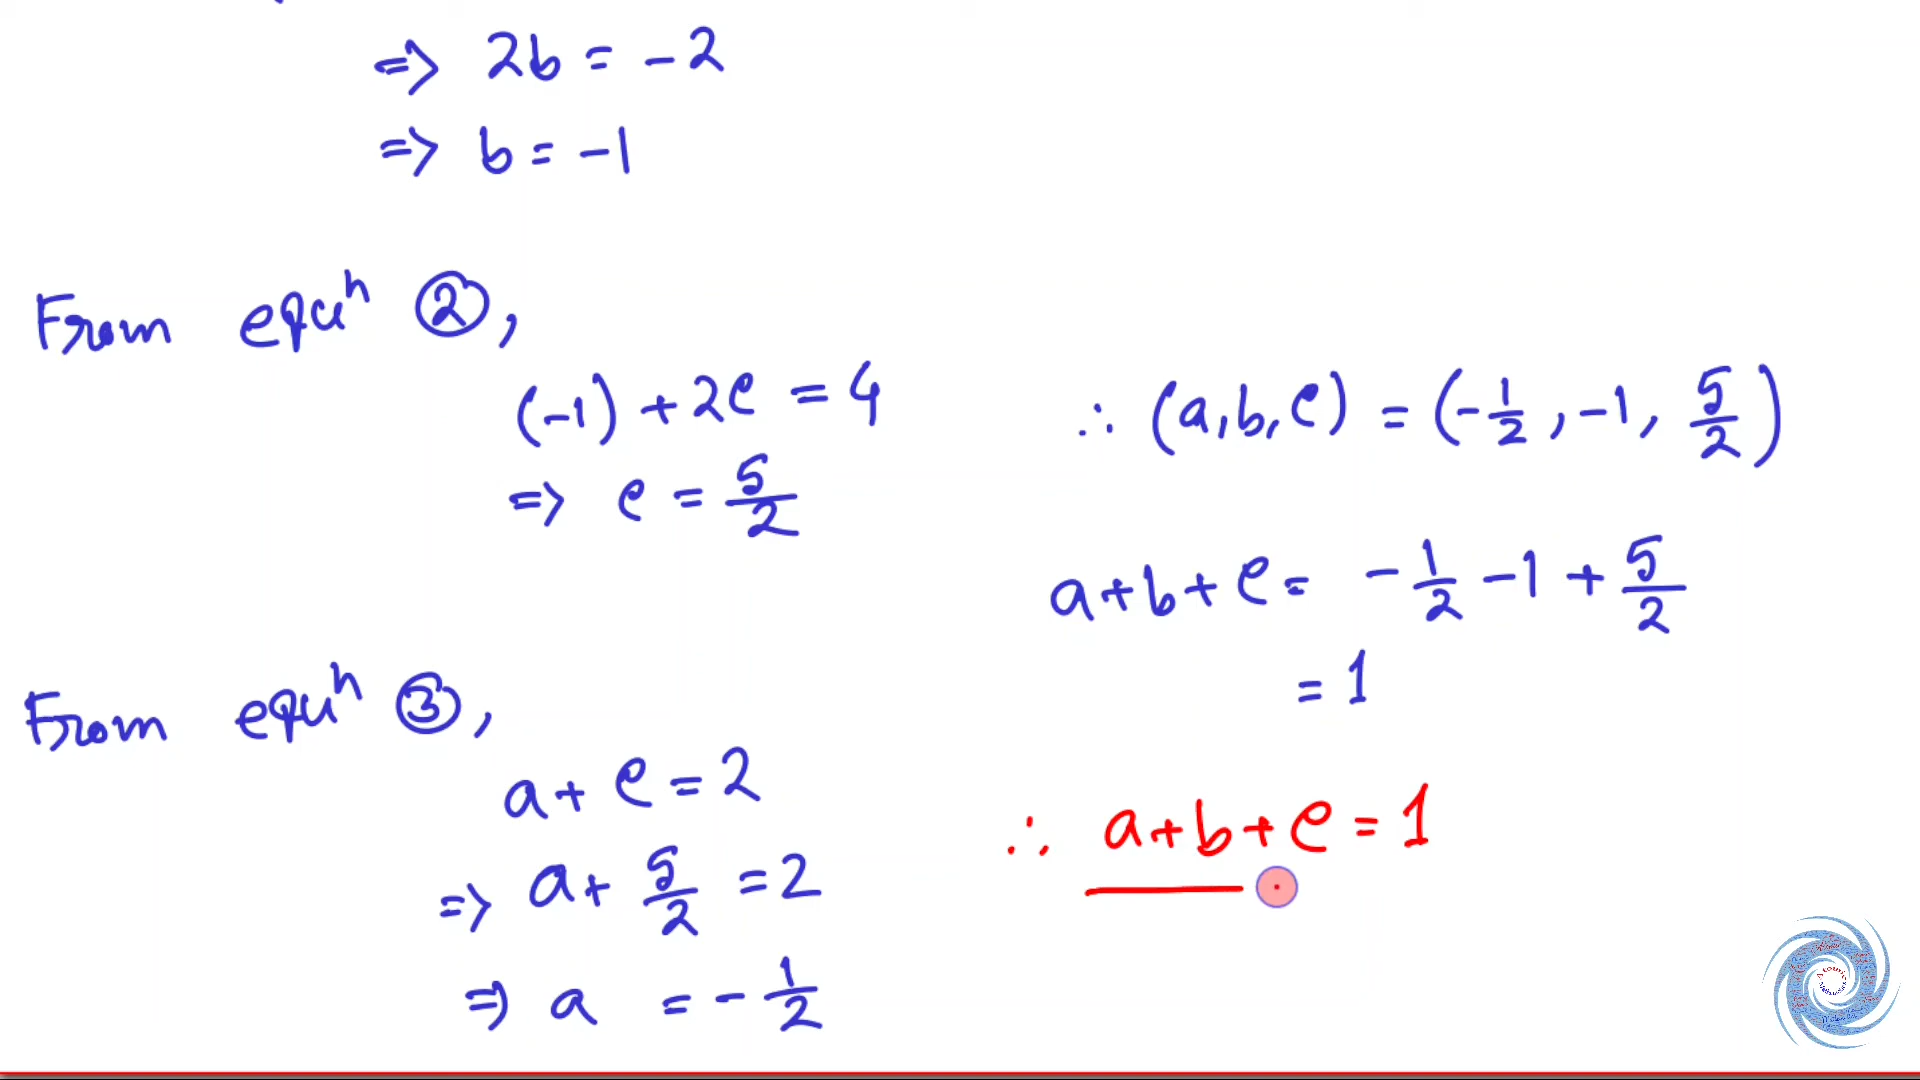 ⇒ 2b = -2
⇒ b = -1
From equⁿ ②,
(-1) + 2c = 4
⇒ c = 5/2
From equⁿ ③,
a + c = 2
⇒ a + 5/2 = 2
⇒ a = -1/2
∴ (a, b, c) = (-1/2, -1, 5/2)
a + b + c = -1/2 - 1 + 5/2
= 1
∴ a + b + c = 1